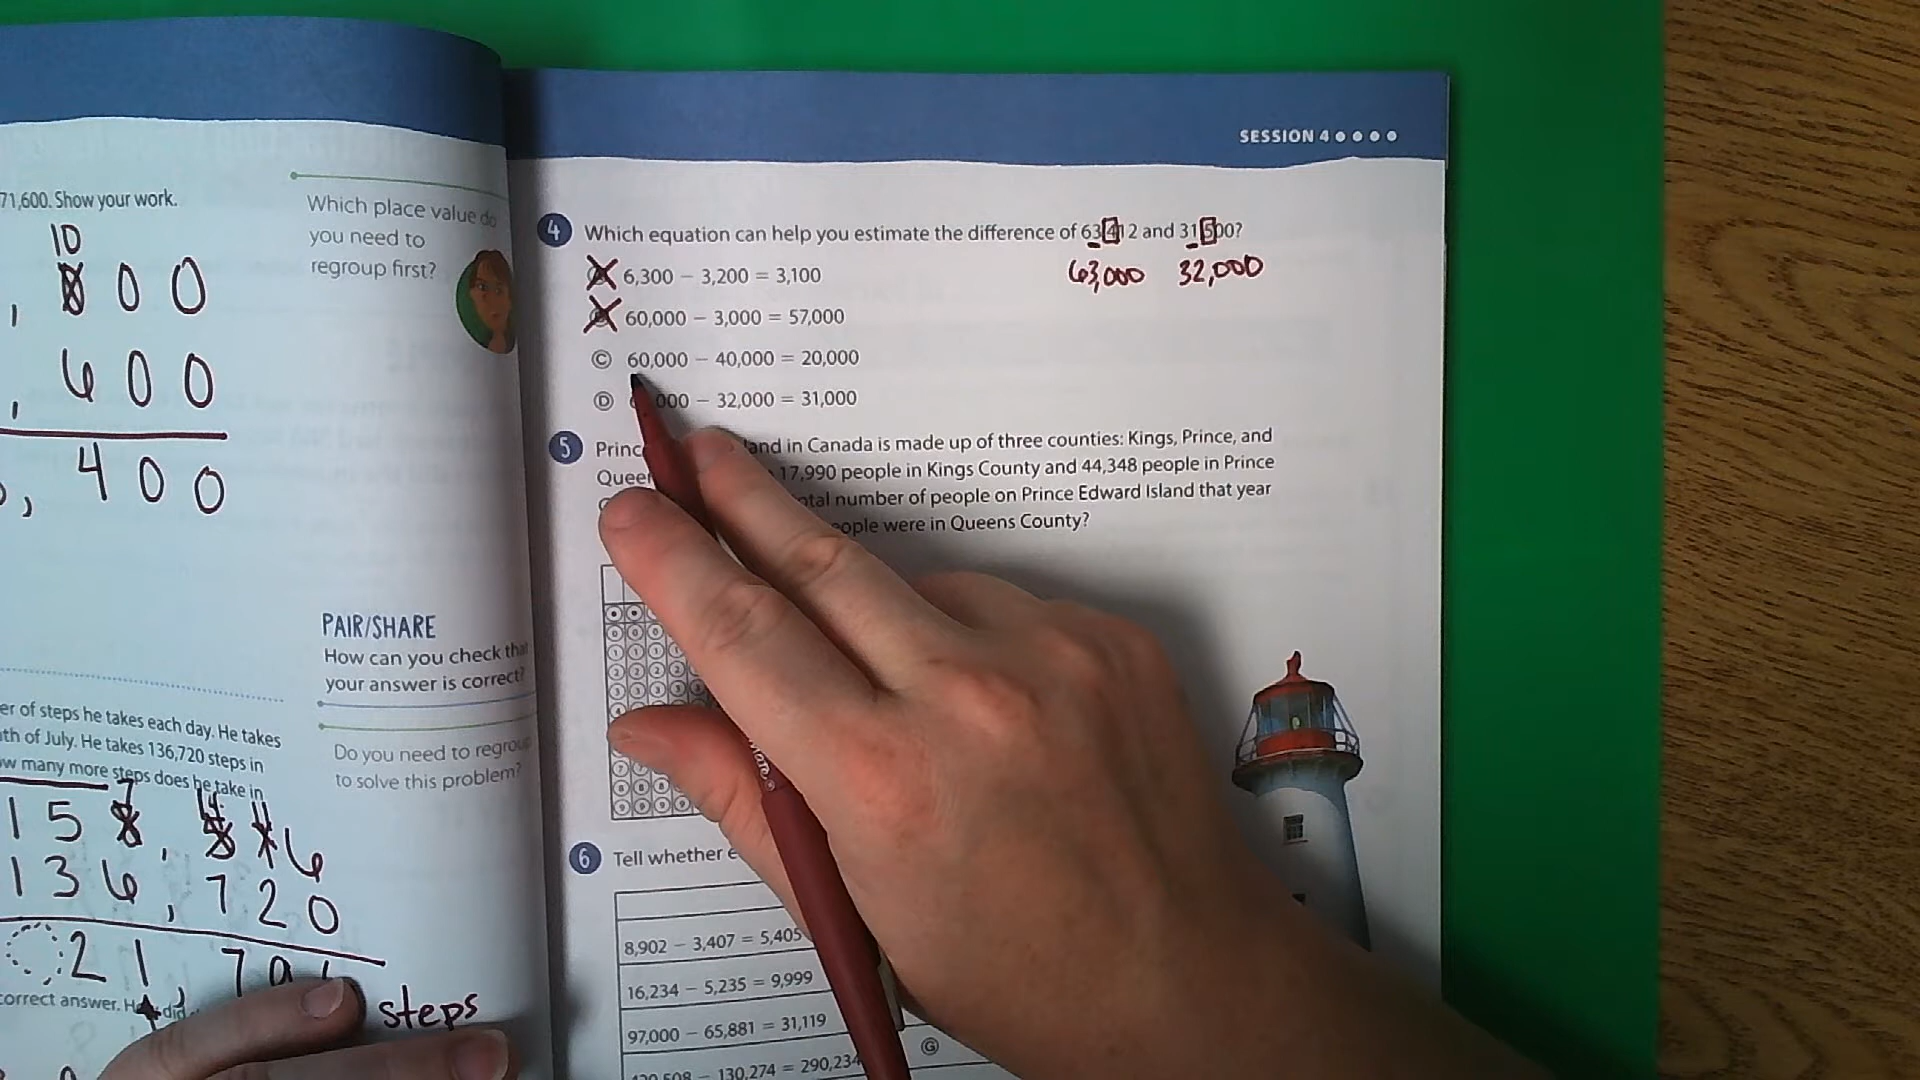 71,600. Show your work.
10
, 8 0 0
, 6 0 0
, 4 0 0
Which place value do
you need to
regroup first?
PAIR/SHARE
How can you check that
your answer is correct?
er of steps he takes each day. He takes
th of July. He takes 136,720 steps in
w many more steps does he take in
Do you need to regroup
to solve this problem?
7 14 11
1 5 8, 5 1 6
1 3 6, 7 2 0
2 1, 7 9
steps
correct answer.
SESSION 4
4 Which equation can help you estimate the difference of 63,412 and 31,500?
63,000 32,000
A 6,300 − 3,200 = 3,100
B 60,000 − 3,000 = 57,000
C 60,000 − 40,000 = 20,000
D 000 − 32,000 = 31,000
5 and in Canada is made up of three counties: Kings, Prince, and
17,990 people in Kings County and 44,348 people in Prince
number of people on Prince Edward Island that year
were in Queens County?
6 Tell whether
8,902 − 3,407 = 5,405
16,234 − 5,235 = 9,999
97,000 − 65,881 = 31,119
G
− 130,274 = 290,234